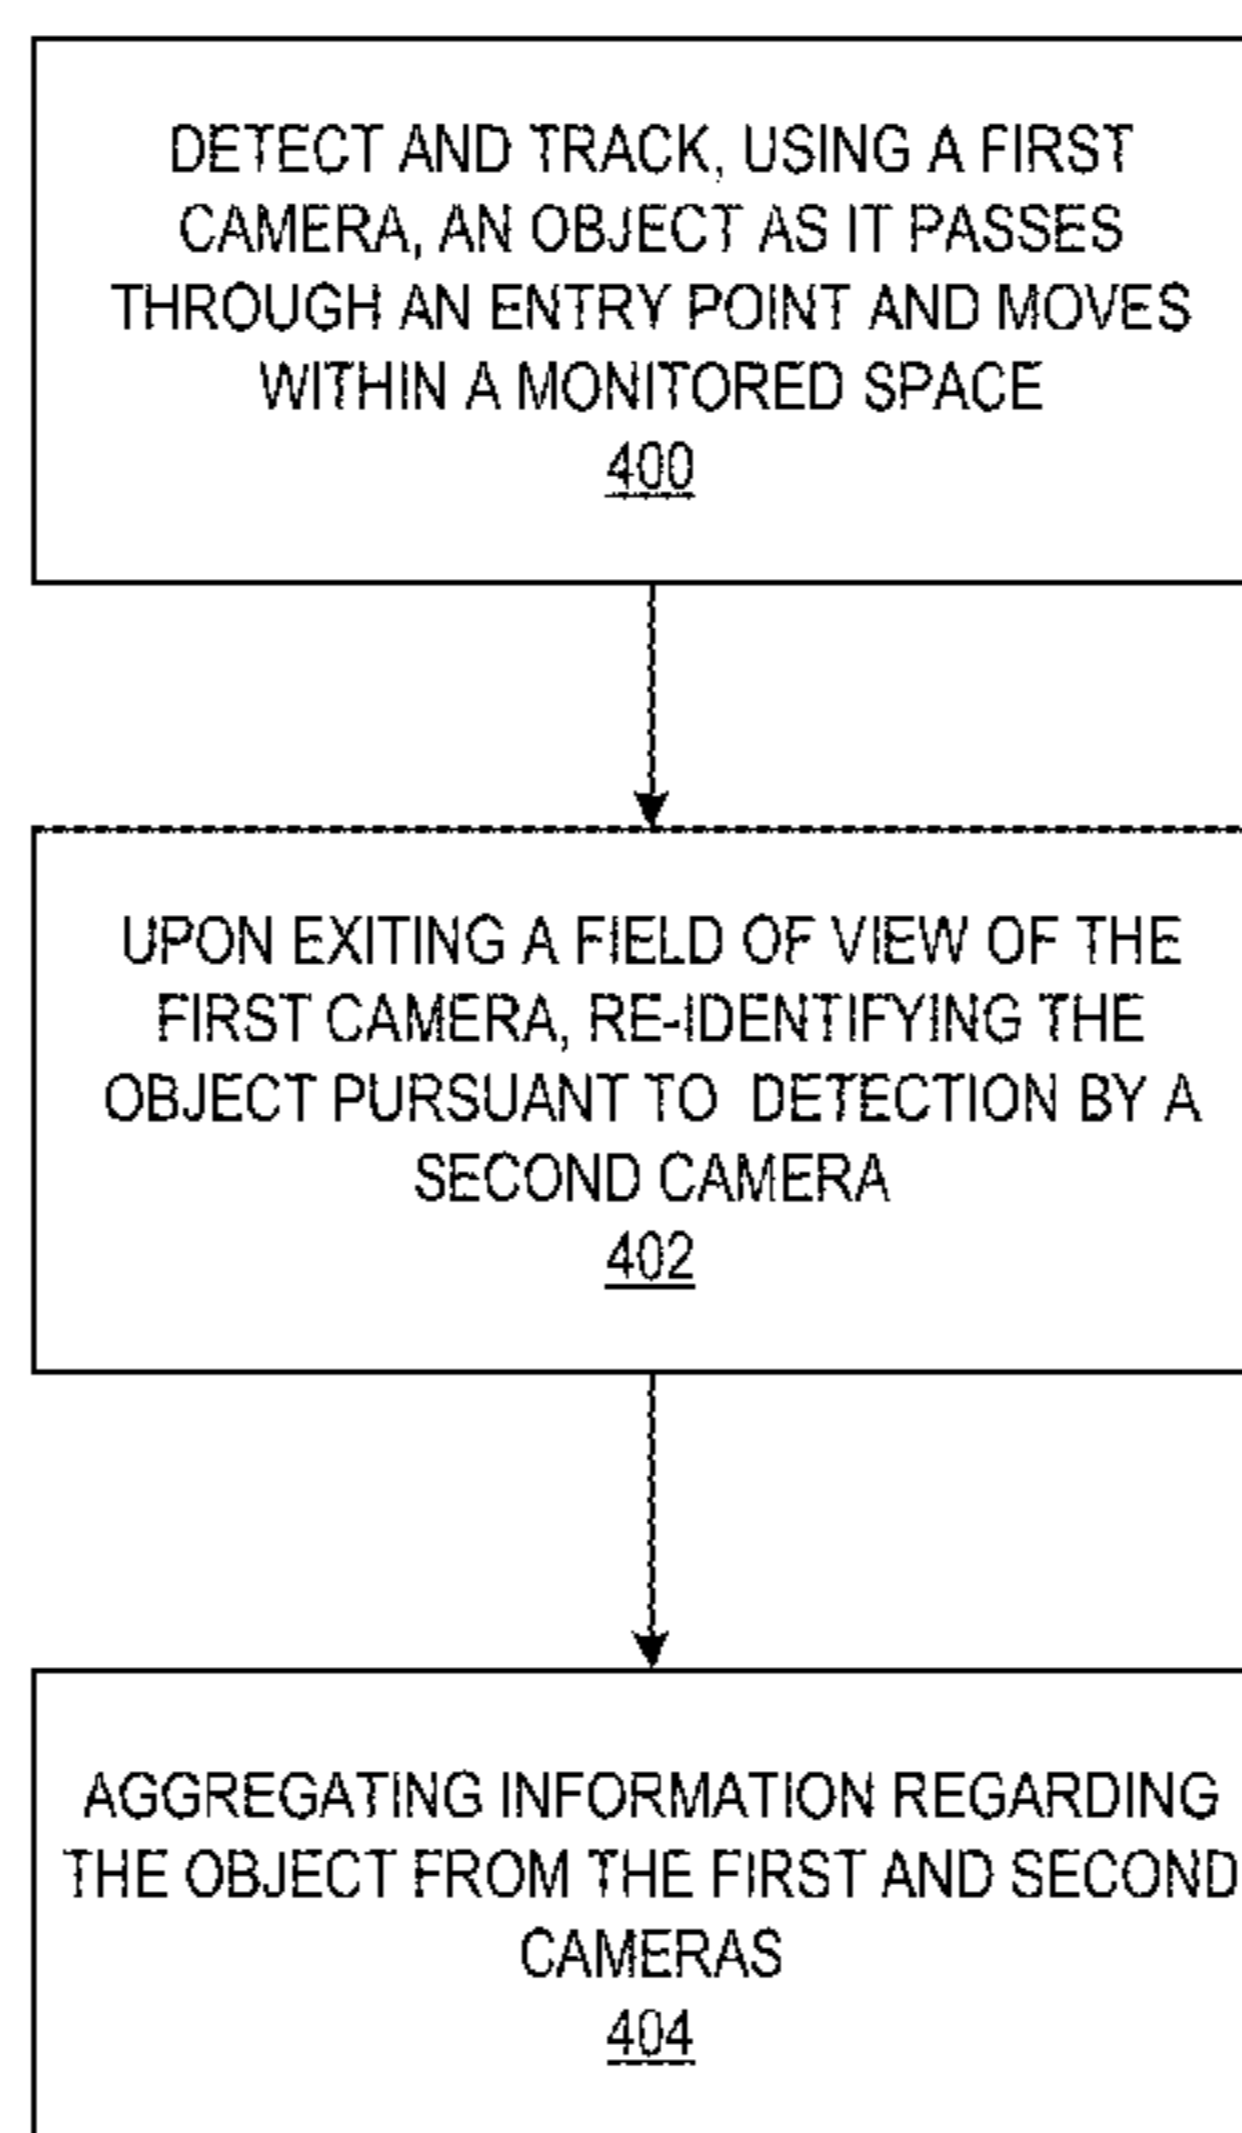 DETECT AND TRACK, USING A FIRST
CAMERA, AN OBJECT AS IT PASSES
THROUGH AN ENTRY POINT AND MOVES
WITHIN A MONITORED SPACE
400
UPON EXITING A FIELD OF VIEW OF THE
FIRST CAMERA, RE-IDENTIFYING THE
OBJECT PURSUANT TO DETECTION BY A
SECOND CAMERA
402
AGGREGATING INFORMATION REGARDING
THE OBJECT FROM THE FIRST AND SECOND
CAMERAS
404